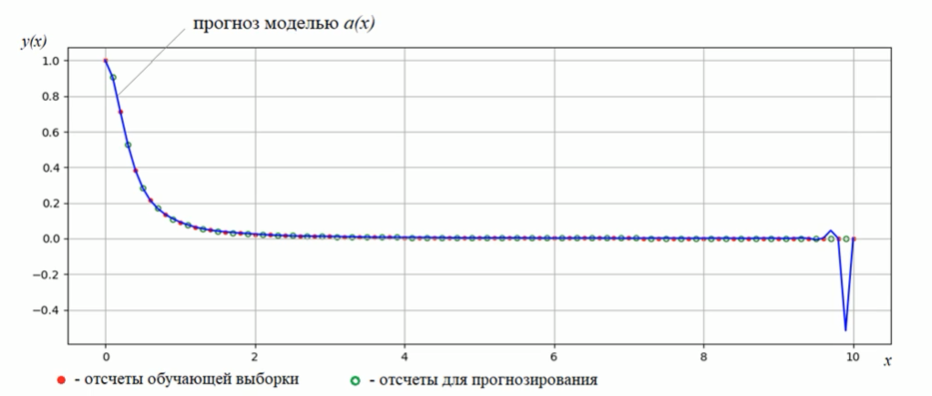 прогноз моделью a(x)
y(x)
1.0
0.8
0.6
0.4
0.2
0.0
−0.2
−0.4
0 2 4 6 8 10 x
- отсчеты обучающей выборки - отсчеты для прогнозирования